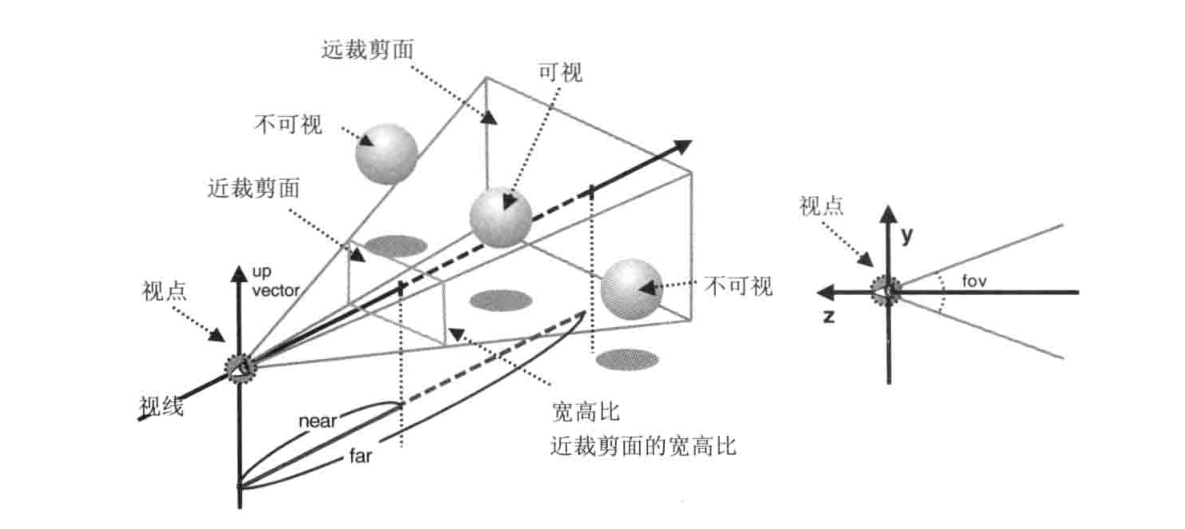 远裁剪面
可视
不可视
近裁剪面
up
vector
视点
视线
near
far
不可视
宽高比
近裁剪面的宽高比
视点
y
fov
z